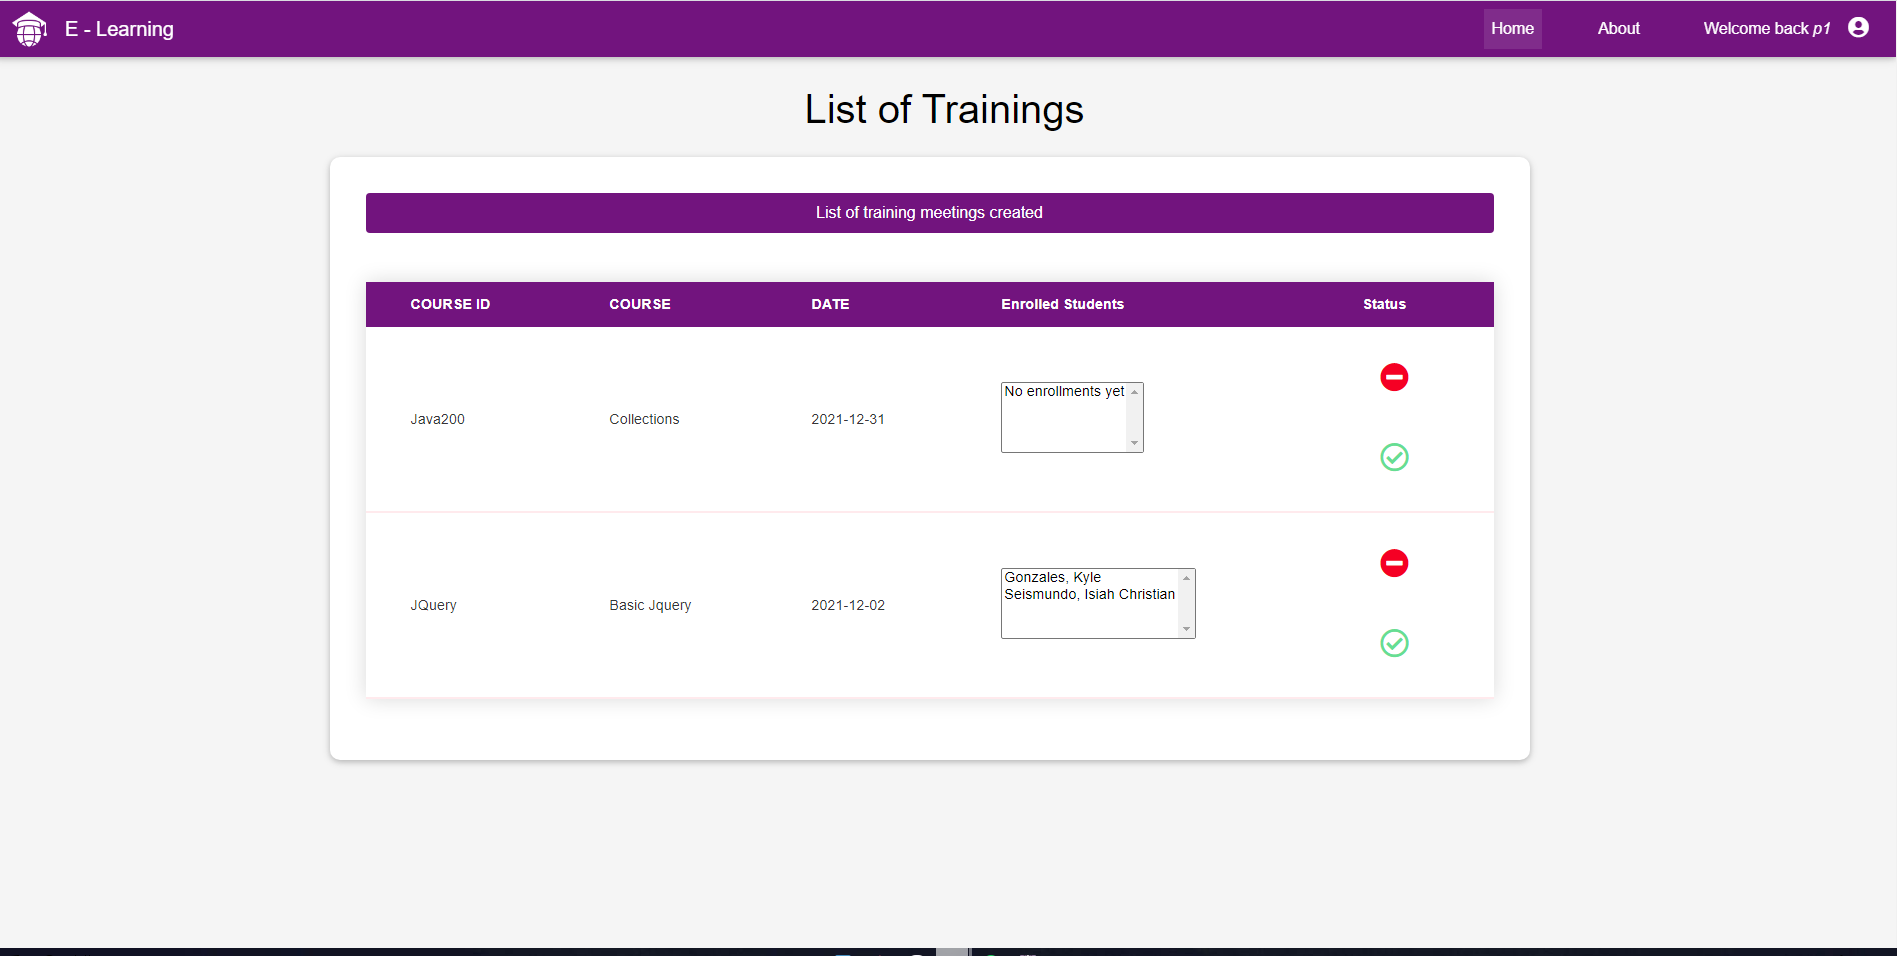 E - Learning
Home
About
Welcome back p1
List of Trainings
List of training meetings created
COURSE ID COURSE DATE Enrolled Students Status
Java200 Collections 2021-12-31 No enrollments yet
JQuery Basic Jquery 2021-12-02 Gonzales, Kyle
Seismundo, Isiah Christian